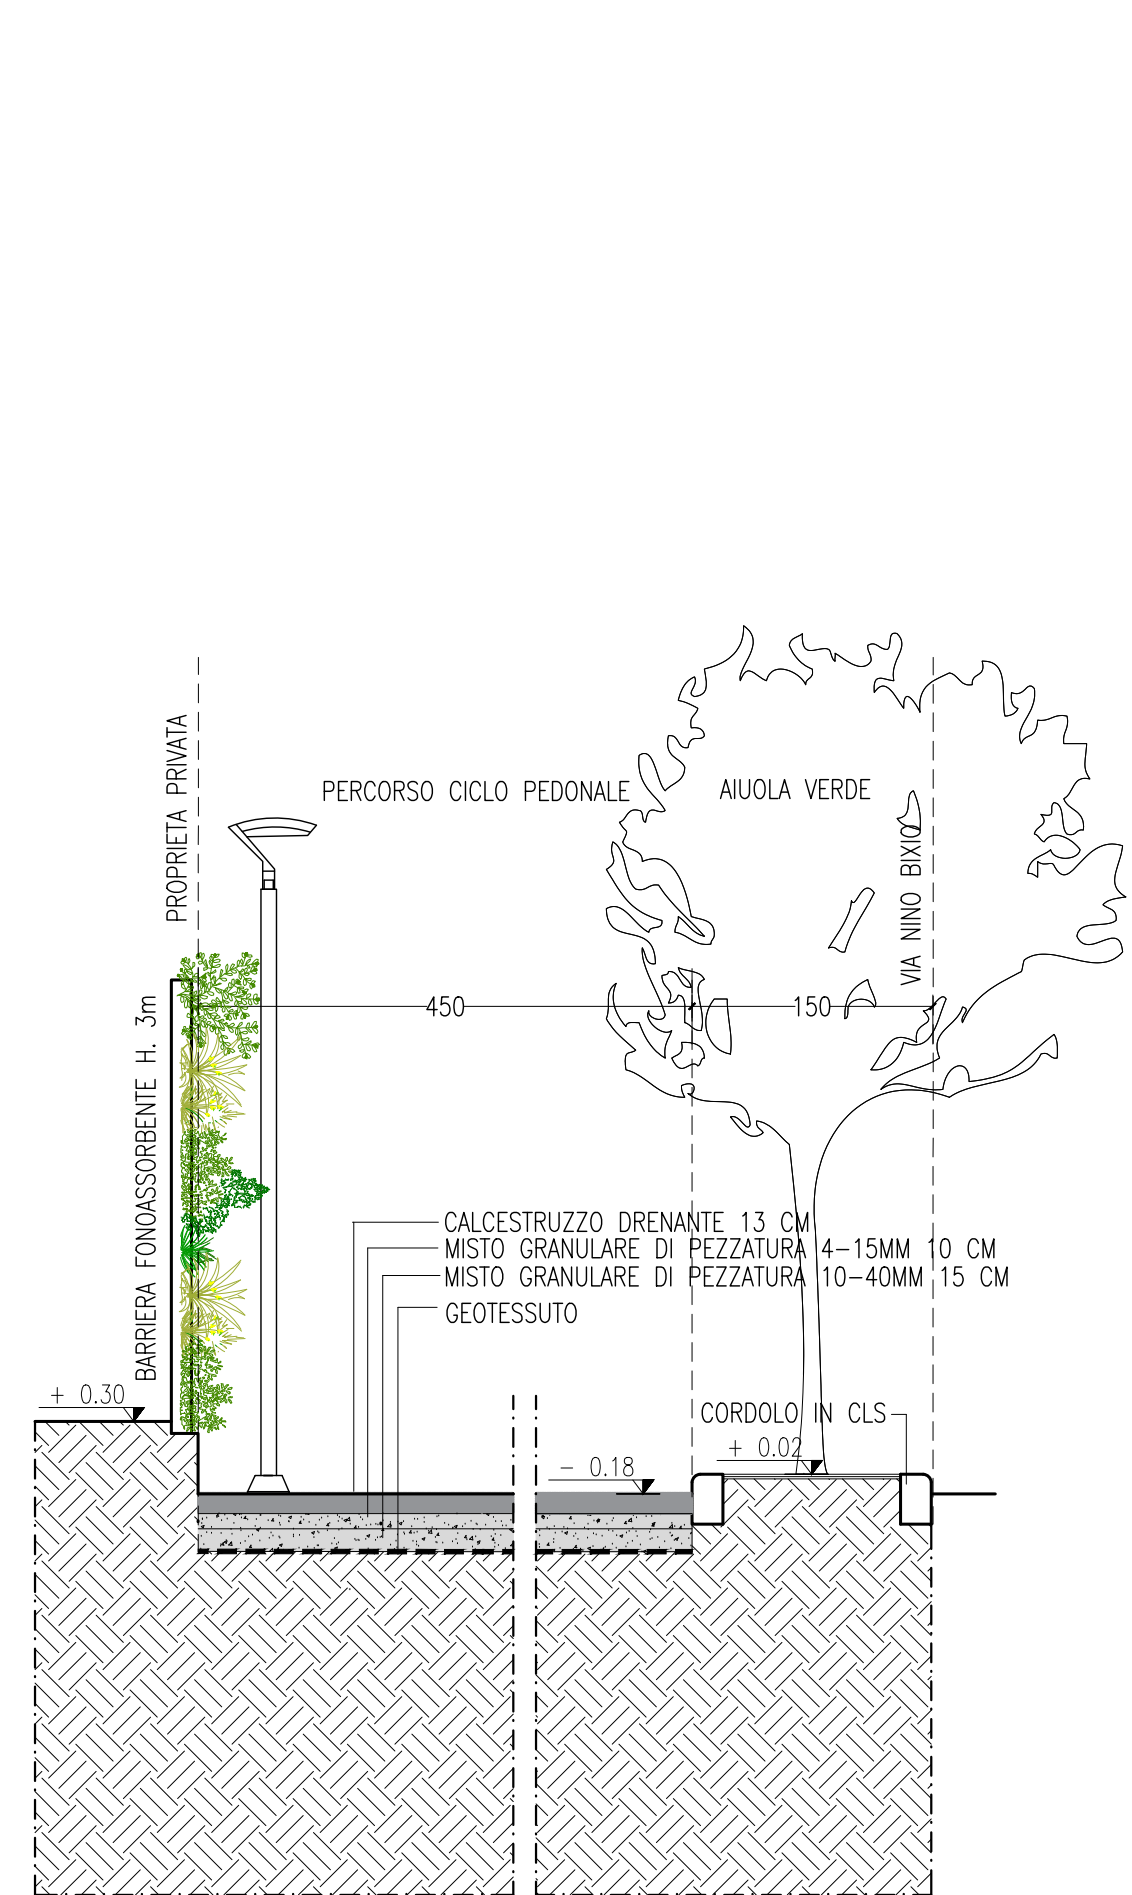 PROPRIETA PRIVATA
PERCORSO CICLO PEDONALE
AIUOLA VERDE
VIA NINO BIXIO
450
150
BARRIERA FONOASSORBENTE H. 3m
CALCESTRUZZO DRENANTE 13 CM
MISTO GRANULARE DI PEZZATURA 4-15MM 10 CM
MISTO GRANULARE DI PEZZATURA 10-40MM 15 CM
GEOTESSUTO
+ 0.30
CORDOLO IN CLS
+ 0.02
- 0.18